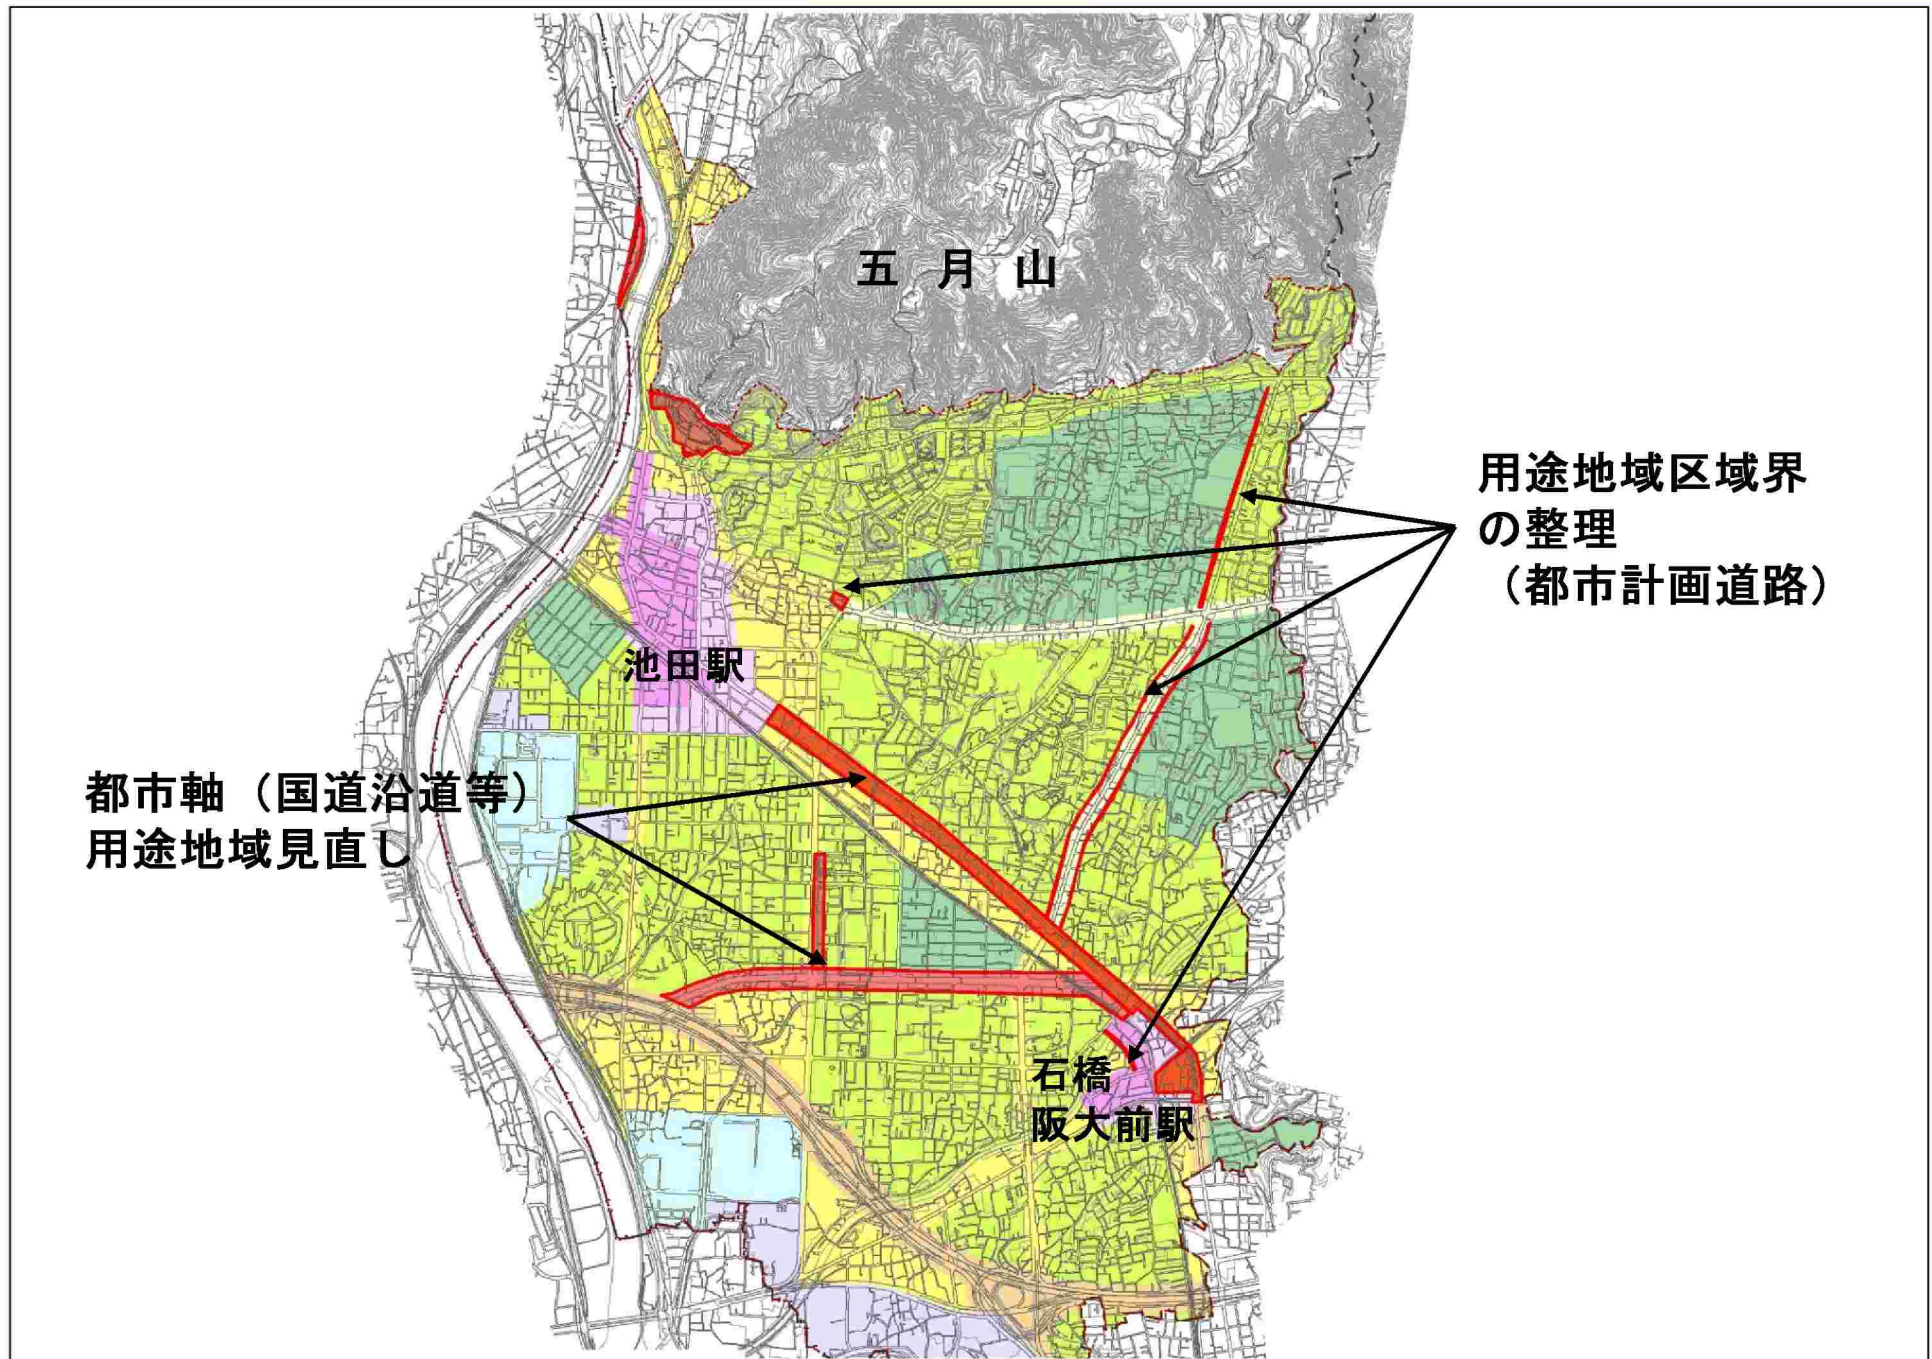 五月山
用途地域区域界
の整理
（都市計画道路）
池田駅
都市軸（国道沿道等）
用途地域見直し
石橋
阪大前駅